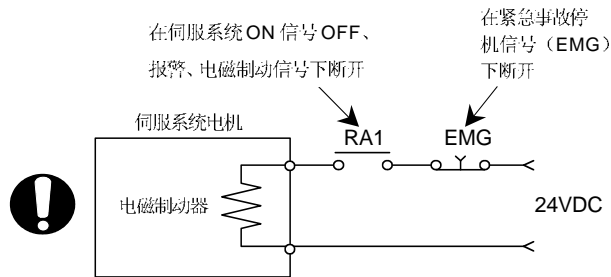 在伺服系统ON 信号OFF、
报警、电磁制动信号下断开
在紧急事故停
机信号（EMG）
下断开
伺服系统电机
RA1
EMG
电磁制动器
24VDC